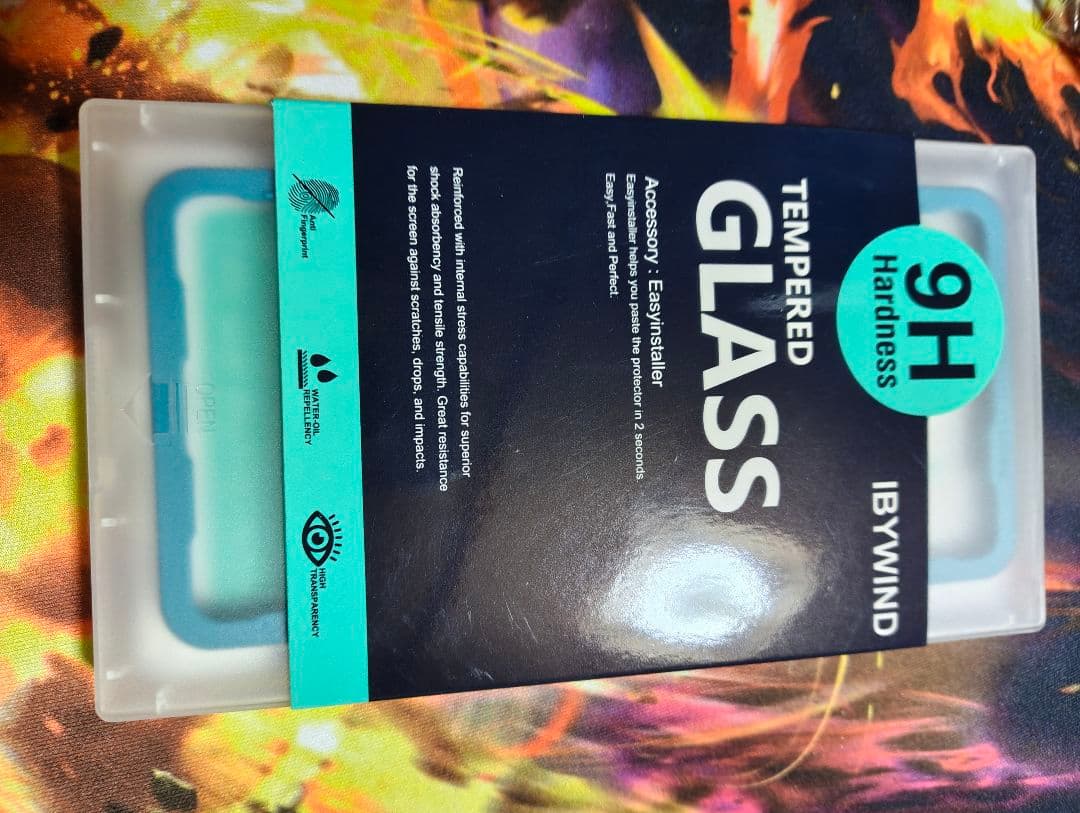 9H
Hardness
IBYWIND
TEMPERED
GLASS
Accessory : Easyinstaller
Easyinstaller helps you paste the protector in 2 seconds
Easy,Fast and Perfect.
Reinforced with internal stress capabilities for superior
shock absorbency and tensile strength. Great resistance
for the screen against scratches, drops, and impacts.
Anti
Fingerprint
WATER-OIL
REPELLENCY
HIGH
TRANSPARENCY
OPEN